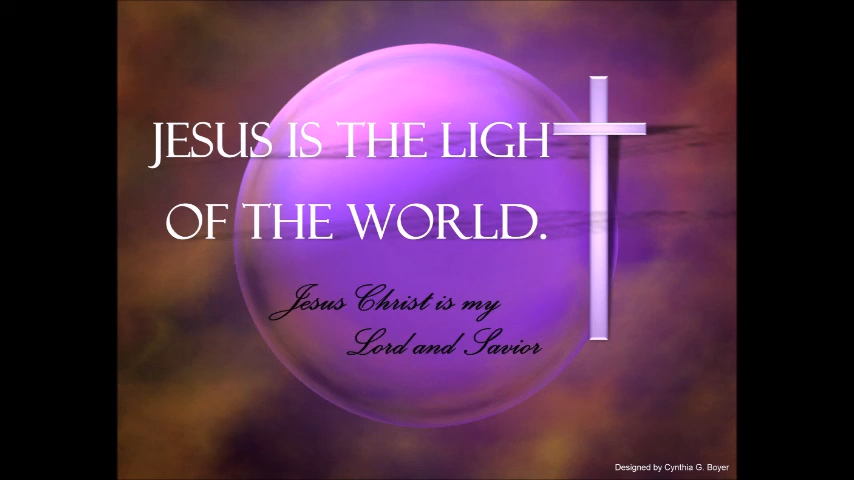 JESUS IS THE LIGH
OF THE WORLD.
Jesus Christ is my
Lord and Savior
Designed by Cynthia G. Boyer